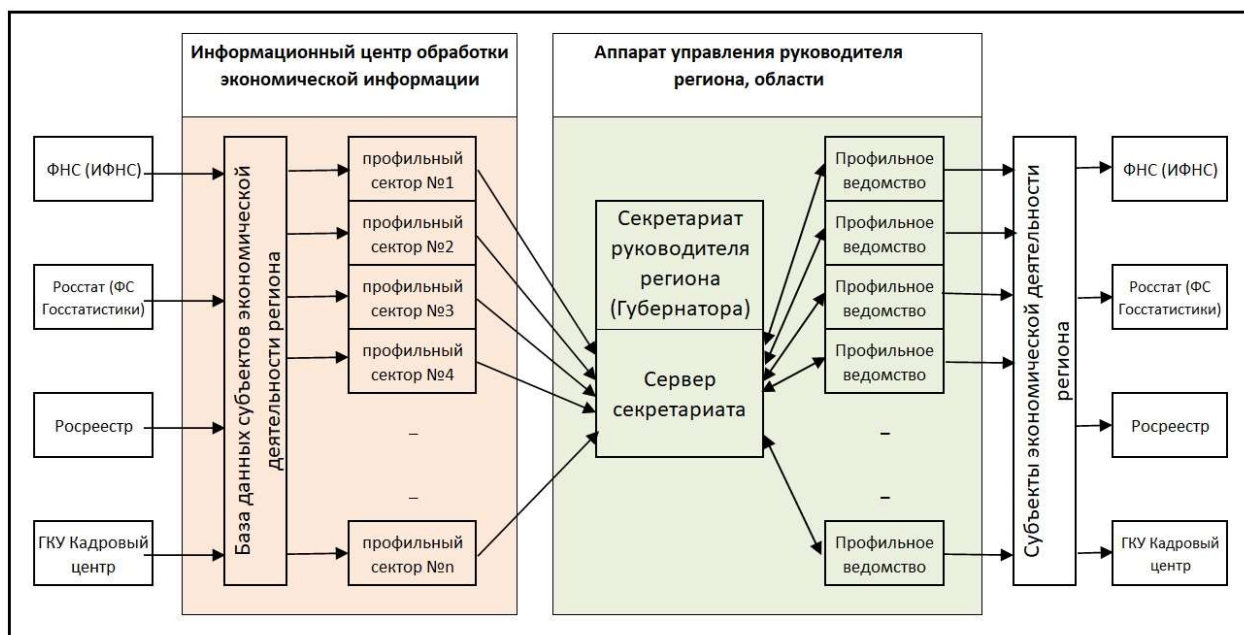 Информационный центр обработки
экономической информации
Аппарат управления руководителя
региона, области
ФНС (ИФНС)
Росстат (ФС
Госстатистики)
Росреестр
ГКУ Кадровый
центр
База данных субъектов экономической
деятельности региона
профильный
сектор №1
профильный
сектор №2
профильный
сектор №3
профильный
сектор №4
–
–
профильный
сектор №n
Секретариат
руководителя
региона
(Губернатора)
Сервер
секретариата
Профильное
ведомство
Профильное
ведомство
Профильное
ведомство
Профильное
ведомство
–
–
Профильное
ведомство
Субъекты экономической деятельности
региона
ФНС (ИФНС)
Росстат (ФС
Госстатистики)
Росреестр
ГКУ Кадровый
центр